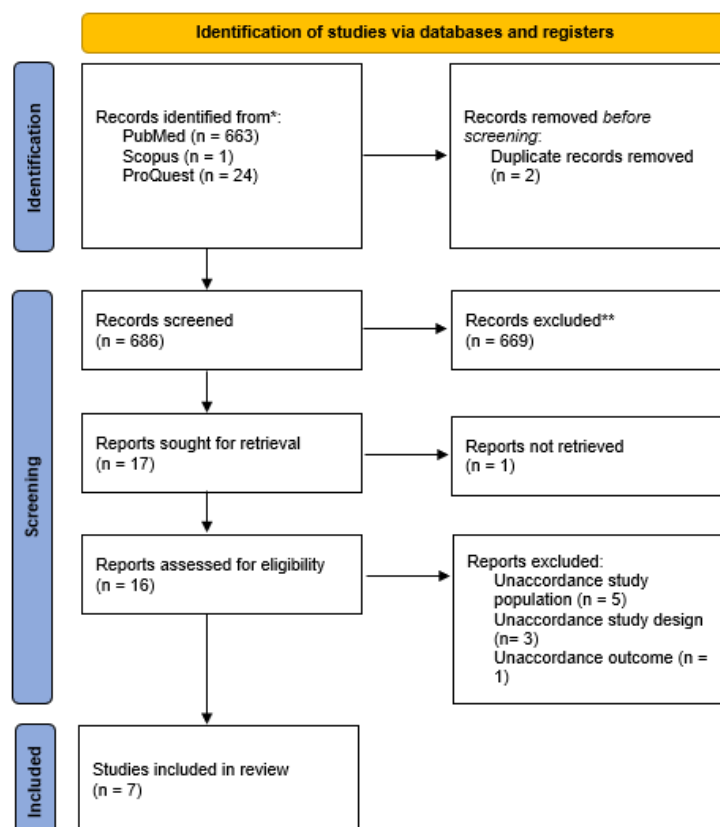 Identification of studies via databases and registers
Identification
Records identified from*:
PubMed (n = 663)
Scopus (n = 1)
ProQuest (n = 24)
Records removed before
screening:
Duplicate records removed
(n = 2)
Screening
Records screened
(n = 686)
Records excluded**
(n = 669)
Reports sought for retrieval
(n = 17)
Reports not retrieved
(n = 1)
Reports assessed for eligibility
(n = 16)
Reports excluded:
Unaccordance study
population (n = 5)
Unaccordance study design
(n= 3)
Unaccordance outcome (n =
1)
Included
Studies included in review
(n = 7)